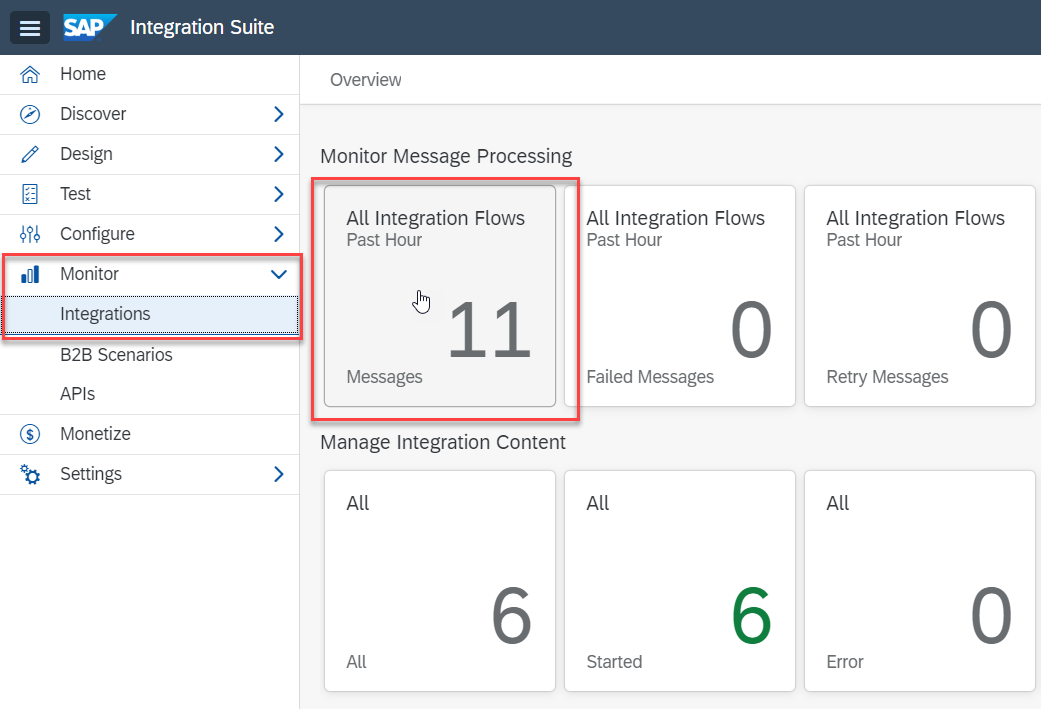 SAP Integration Suite
Home
Discover
Design
Test
Configure
Monitor
Integrations
B2B Scenarios
APIs
Monetize
Settings
Overview
Monitor Message Processing
All Integration Flows
Past Hour
11
Messages
All Integration Flows
Past Hour
0
Failed Messages
All Integration Flows
Past Hour
0
Retry Messages
Manage Integration Content
All
6
All
All
6
Started
All
0
Error